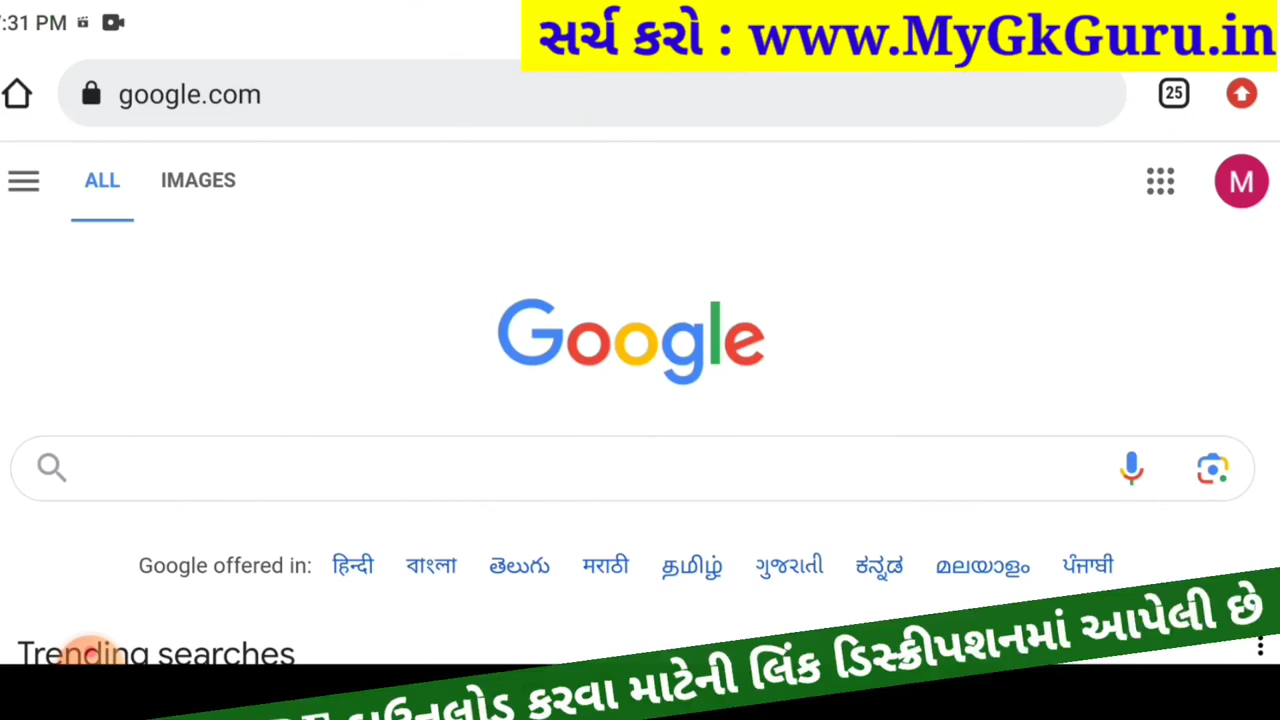 :31 PM
સર્ચ કરો : www.MyGkGuru.in
google.com
25
ALL IMAGES
M
Google
Google offered in: हिन्दी বাংলা తెలుగు मराठी தமிழ் ગુજરાતી ಕನ್ನಡ മലയാളം ਪੰਜਾਬੀ
Trending searches
ડાઉનલોડ કરવા માટેની લિંક ડિસ્ક્રીપશનમાં આપેલી છે